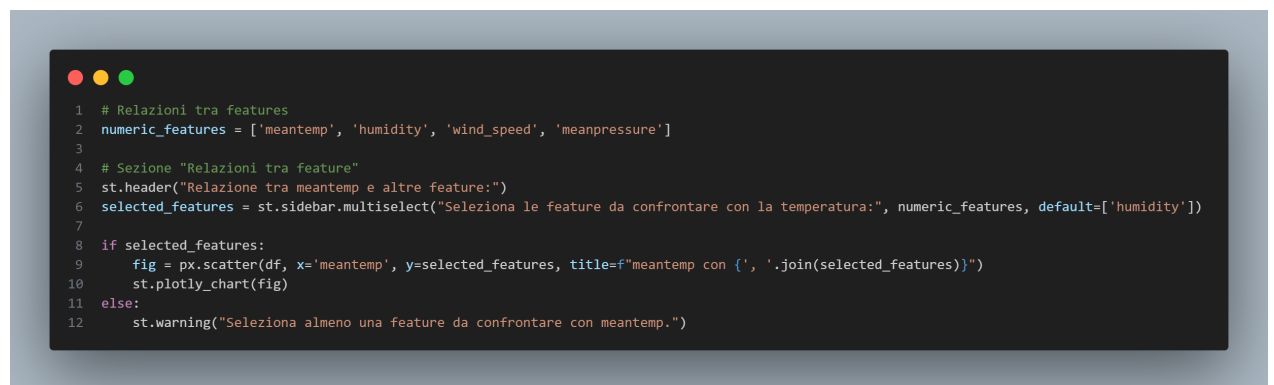 1 # Relazioni tra features
2 numeric_features = ['meantemp', 'humidity', 'wind_speed', 'meanpressure']
3
4 # Sezione "Relazioni tra feature"
5 st.header("Relazione tra meantemp e altre feature:")
6 selected_features = st.sidebar.multiselect("Seleziona le feature da confrontare con la temperatura:", numeric_features, default=['humidity'])
7
8 if selected_features:
9     fig = px.scatter(df, x='meantemp', y=selected_features, title=f"meantemp con {', '.join(selected_features)}")
10     st.plotly_chart(fig)
11 else:
12     st.warning("Seleziona almeno una feature da confrontare con meantemp.")